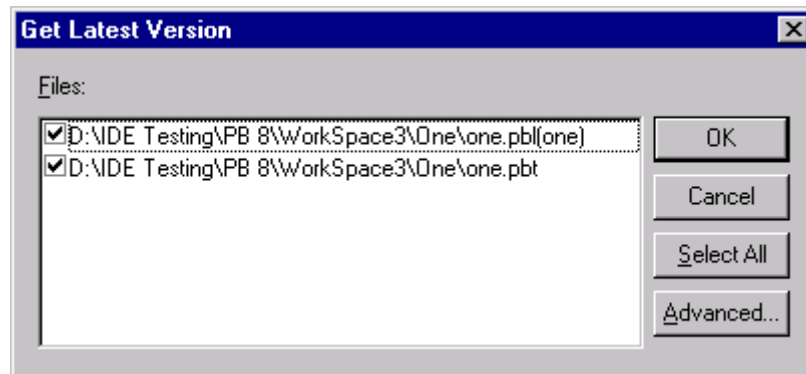 Get Latest Version
Files:
D:\IDE Testing\PB 8\WorkSpace3\One\one.pbl(one)
D:\IDE Testing\PB 8\WorkSpace3\One\one.pbt
OK
Cancel
Select All
Advanced...